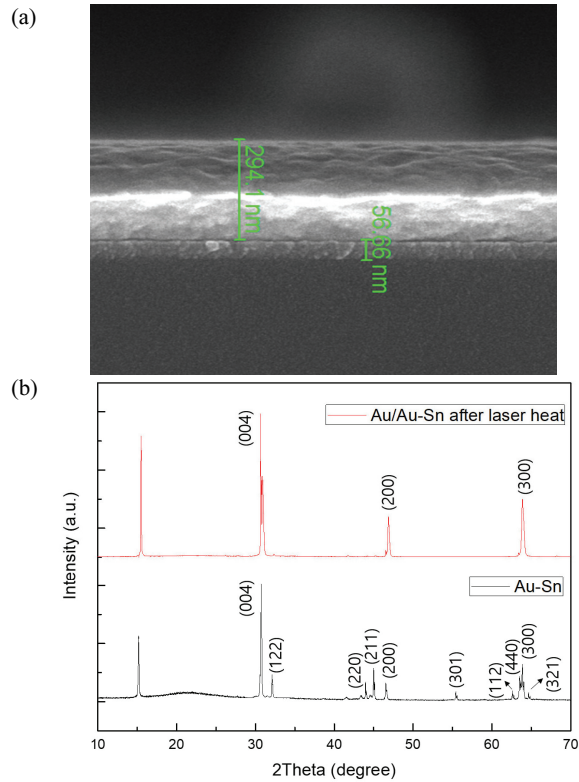 (a)
294.1 nm
56.66 nm
(b)
Au/Au-Sn after laser heat
(004)
(200)
(300)
Au-Sn
(004)
(122)
(220)
(211)
(200)
(301)
(112)
(440)
(300)
(321)
Intensity (a.u.)
10 20 30 40 50 60 70
2Theta (degree)